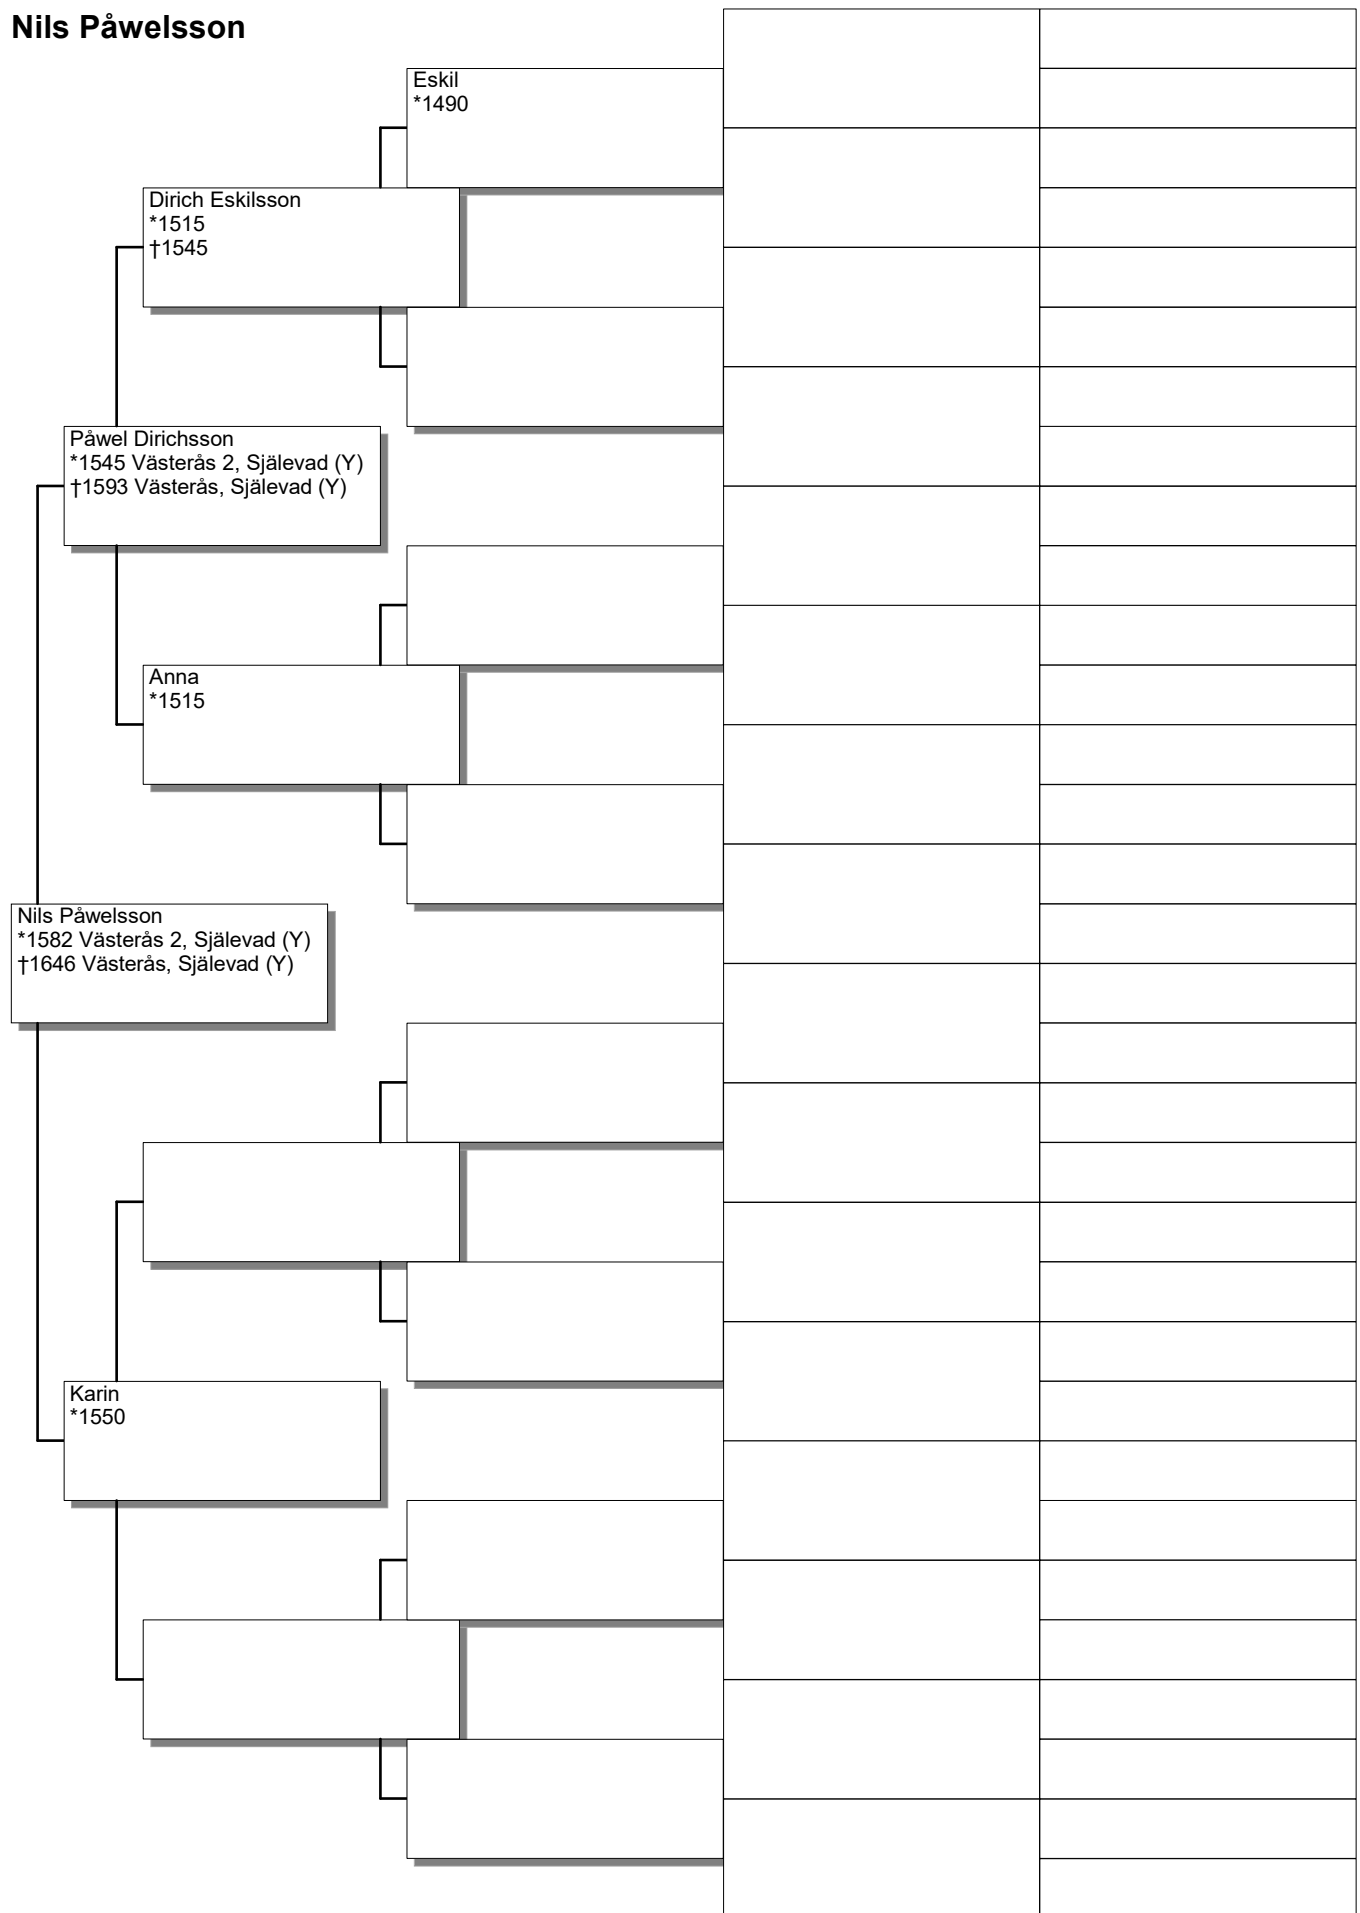 Nils Påwelsson
Eskil
*1490
Dirich Eskilsson
*1515
†1545
Påwel Dirichsson
*1545 Västerås 2, Själevad (Y)
†1593 Västerås, Själevad (Y)
Anna
*1515
Nils Påwelsson
*1582 Västerås 2, Själevad (Y)
†1646 Västerås, Själevad (Y)
Karin
*1550